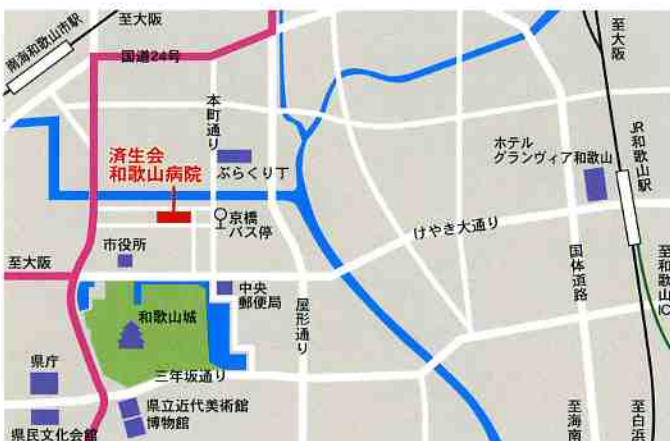 至大阪
南海和歌山市駅
国道24号
本町通り
済生会
和歌山病院
ぶらくり丁
京橋
バス停
市役所
至大阪
中央
郵便局
和歌山城
屋形通り
三年坂通り
県庁
県民文化会館
県立近代美術館
博物館
けやき大通り
ホテル
グランヴィア和歌山
至大阪
JR和歌山駅
国体道路
至和歌山IC
至海南
至白浜